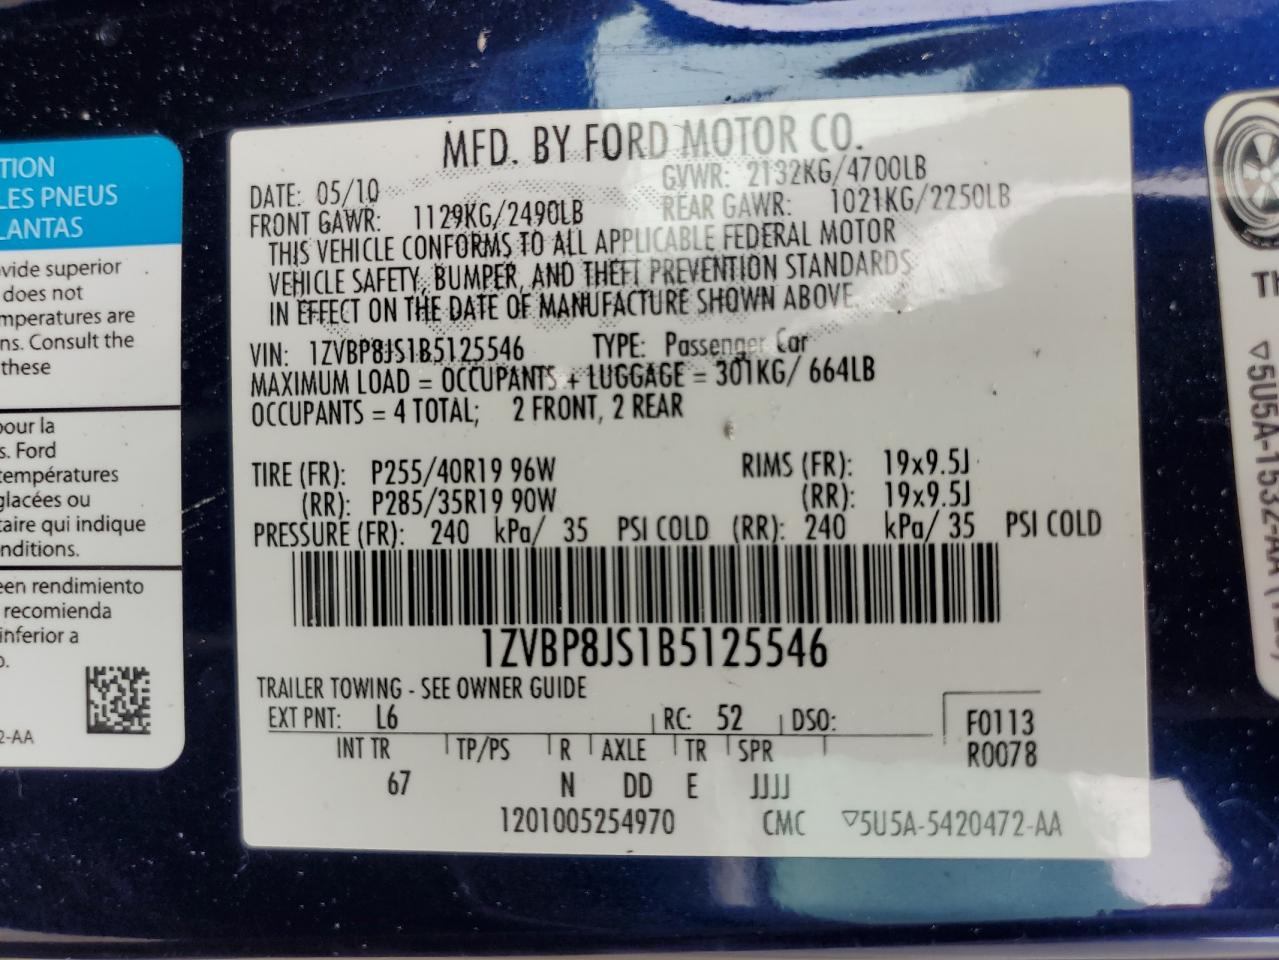 TION
LES PNEUS
LANTAS
vide superior
does not
mperatures are
ns. Consult the
these
pour la
s. Ford
températures
glacées ou
taire qui indique
nditions.
een rendimiento
recomienda
inferior a
o.
2-AA
MFD. BY FORD MOTOR CO.
DATE: 05/10 GVWR: 2132KG/4700LB
FRONT GAWR: 1129KG/2490LB REAR GAWR: 1021KG/2250LB
THIS VEHICLE CONFORMS TO ALL APPLICABLE FEDERAL MOTOR
VEHICLE SAFETY, BUMPER, AND THEFT PREVENTION STANDARDS
IN EFFECT ON THE DATE OF MANUFACTURE SHOWN ABOVE.
VIN: 1ZVBP8JS1B5125546 TYPE: Passenger Car
MAXIMUM LOAD = OCCUPANTS + LUGGAGE = 301KG/ 664LB
OCCUPANTS = 4 TOTAL; 2 FRONT, 2 REAR
TIRE (FR): P255/40R19 96W RIMS (FR): 19x9.5J
(RR): P285/35R19 90W (RR): 19x9.5J
PRESSURE (FR): 240 kPa/ 35 PSI COLD (RR): 240 kPa/ 35 PSI COLD
1ZVBP8JS1B5125546
TRAILER TOWING - SEE OWNER GUIDE
EXT PNT: L6 RC: 52 DSO: F0113
INT TR TP/PS R AXLE TR SPR R0078
67 N DD E JJJJ
1201005254970 CMC ▽5U5A-5420472-AA
TI
▽5U5A-1532-AA